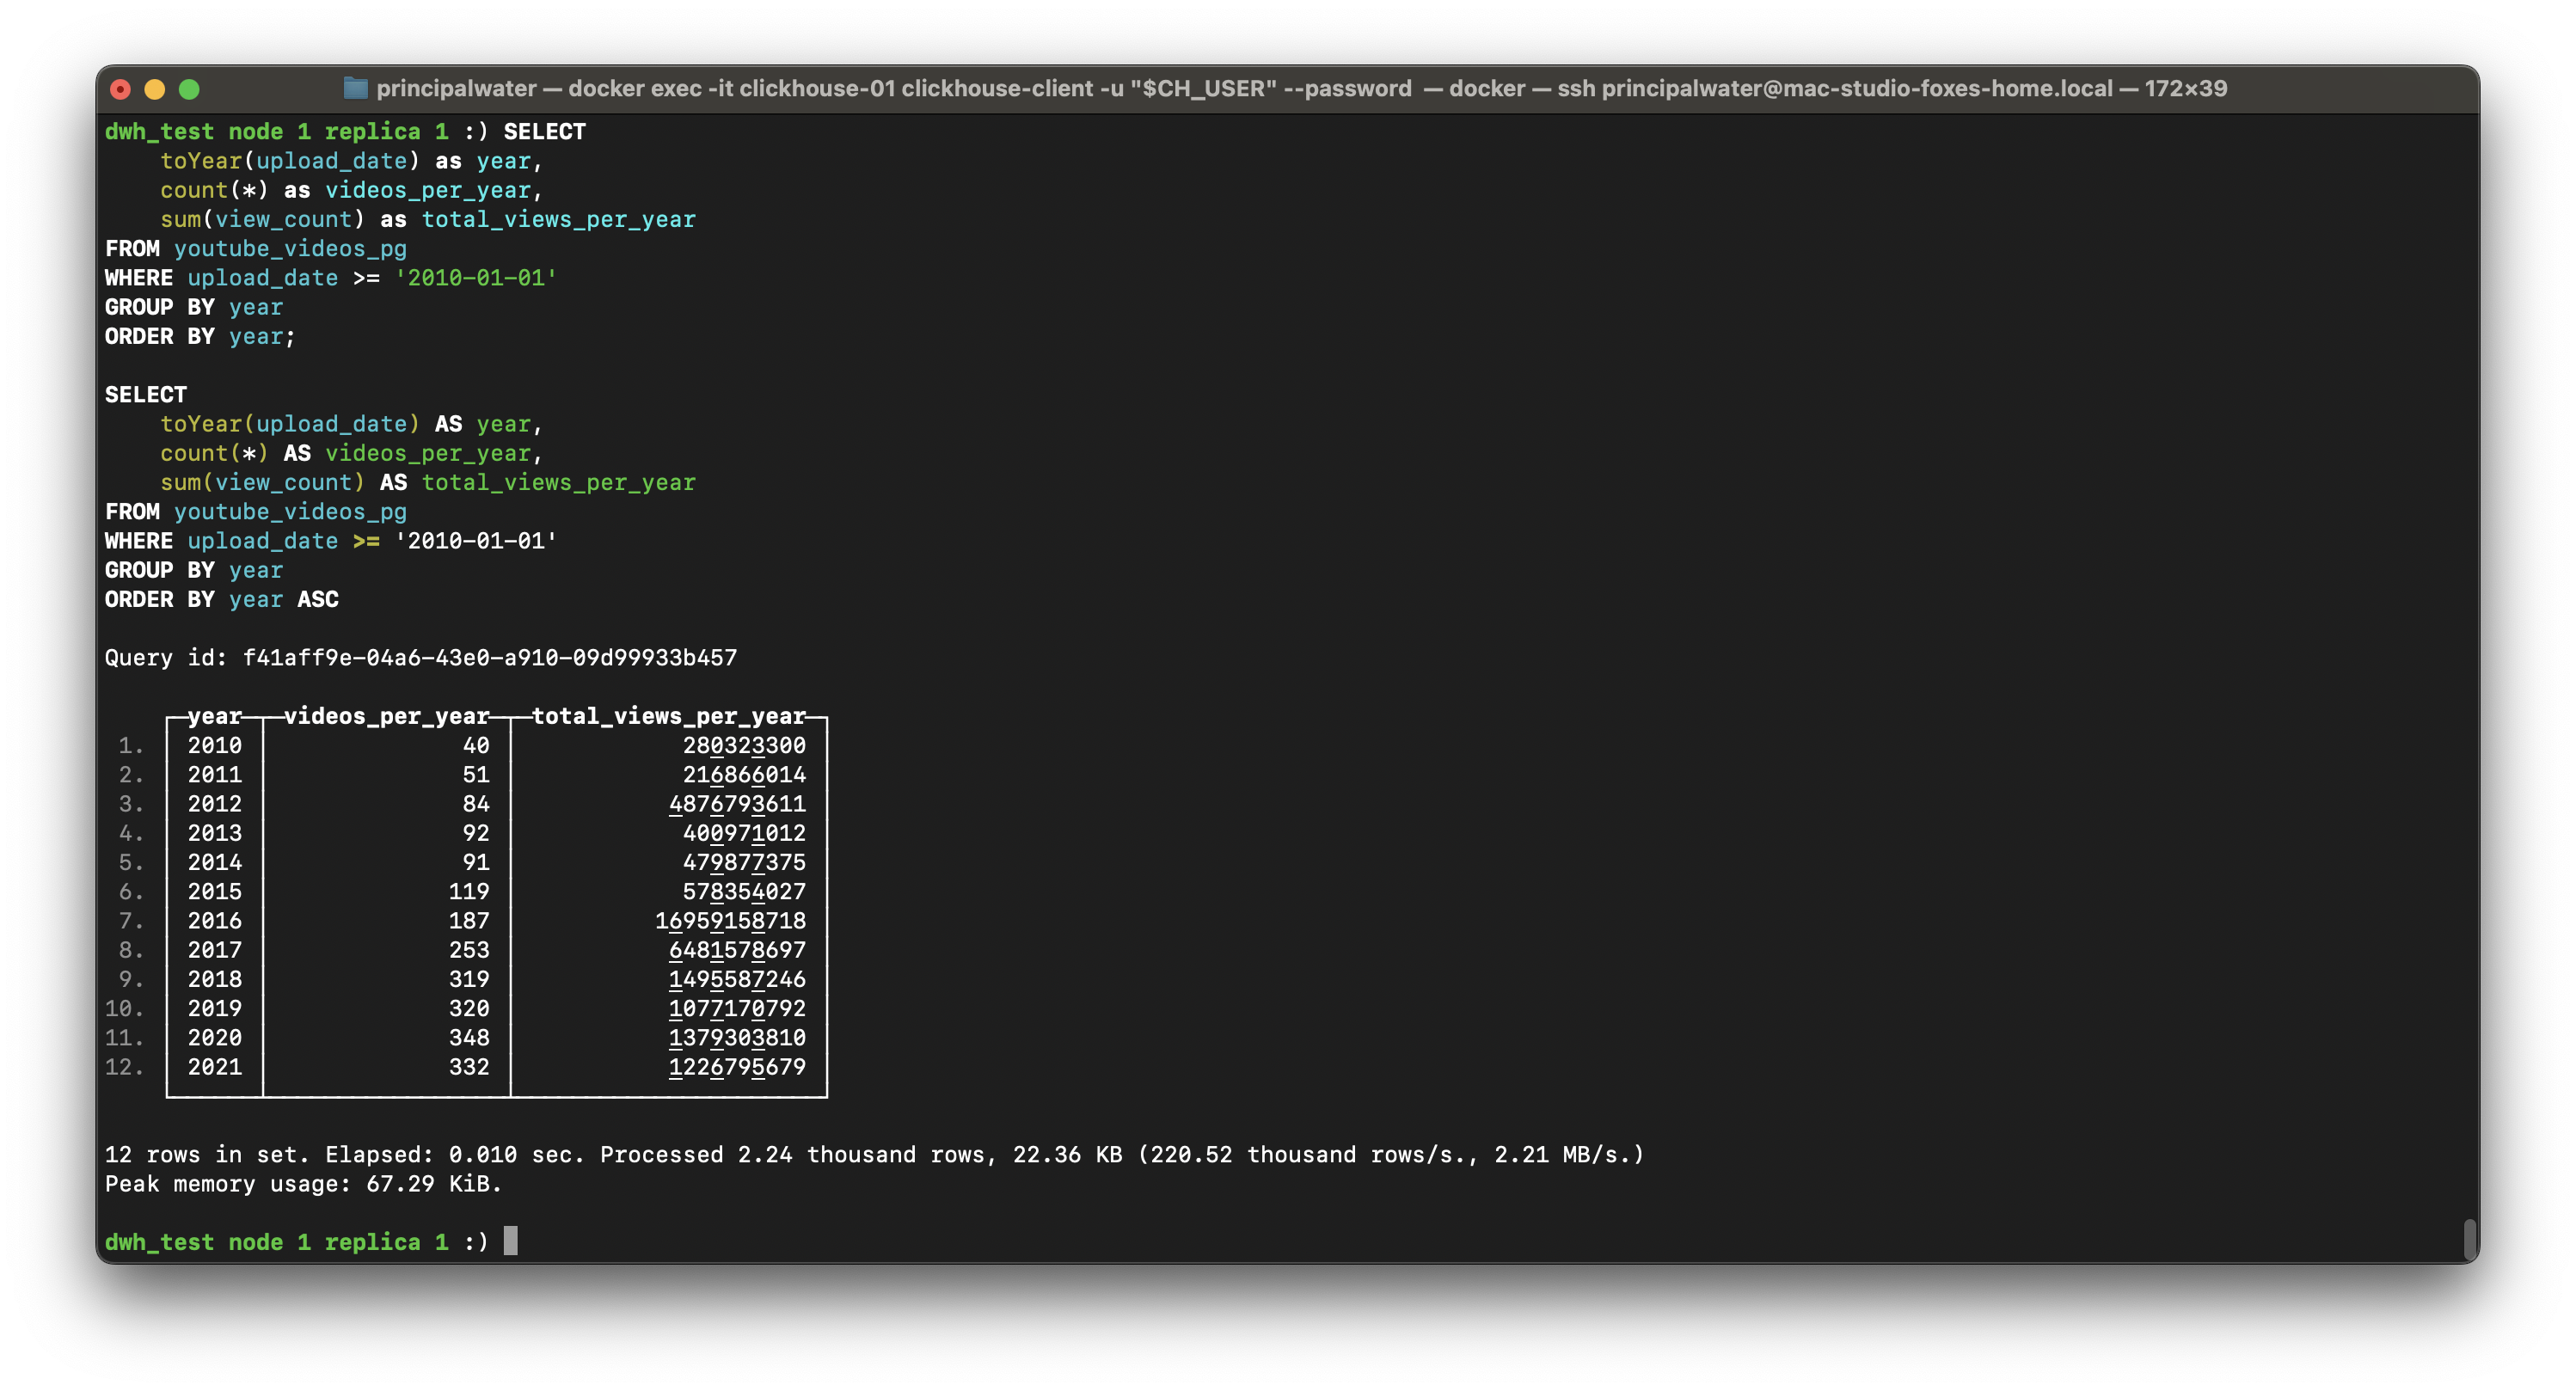 principalwater — docker exec -it clickhouse-01 clickhouse-client -u "$CH_USER" --password — docker — ssh principalwater@mac-studio-foxes-home.local — 172×39
dwh_test node 1 replica 1 :) SELECT
    toYear(upload_date) as year,
    count(*) as videos_per_year,
    sum(view_count) as total_views_per_year
FROM youtube_videos_pg
WHERE upload_date >= '2010-01-01'
GROUP BY year
ORDER BY year;
SELECT
    toYear(upload_date) AS year,
    count(*) AS videos_per_year,
    sum(view_count) AS total_views_per_year
FROM youtube_videos_pg
WHERE upload_date >= '2010-01-01'
GROUP BY year
ORDER BY year ASC
Query id: f41aff9e-04a6-43e0-a910-09d99933b457
year videos_per_year total_views_per_year
1. 2010 40 280323300
2. 2011 51 216866014
3. 2012 84 4876793611
4. 2013 92 400971012
5. 2014 91 479877375
6. 2015 119 578354027
7. 2016 187 16959158718
8. 2017 253 6481578697
9. 2018 319 1495587246
10. 2019 320 1077170792
11. 2020 348 1379303810
12. 2021 332 1226795679
12 rows in set. Elapsed: 0.010 sec. Processed 2.24 thousand rows, 22.36 KB (220.52 thousand rows/s., 2.21 MB/s.)
Peak memory usage: 67.29 KiB.
dwh_test node 1 replica 1 :)